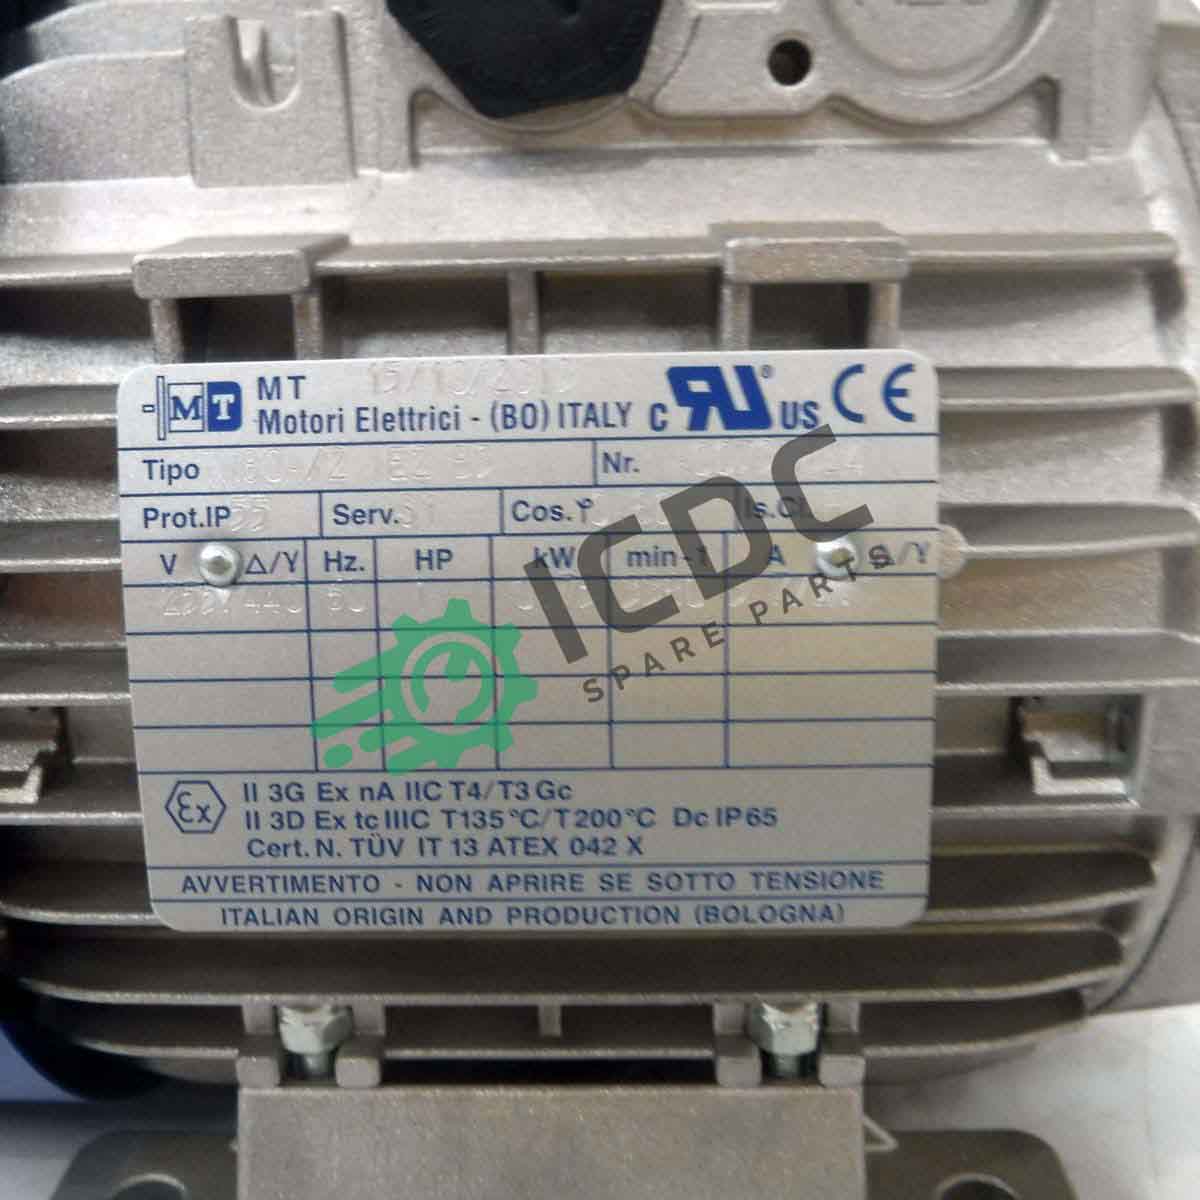 MT
MT
Motori Elettrici - (BO) ITALY
C RU ® US CE
Tipo Nr.
Prot.IP Serv. Cos.φ Is.Cl.
V Δ/Y Hz. HP kW min-1 A Δ/Y
ICDC
SPARE PARTS
Ex
II 3G Ex nA IIC T4/T3 Gc
II 3D Ex tc IIIC T135°C/T200°C Dc IP65
Cert. N. TÜV IT 13 ATEX 042 X
AVVERTIMENTO - NON APRIRE SE SOTTO TENSIONE
ITALIAN ORIGIN AND PRODUCTION (BOLOGNA)